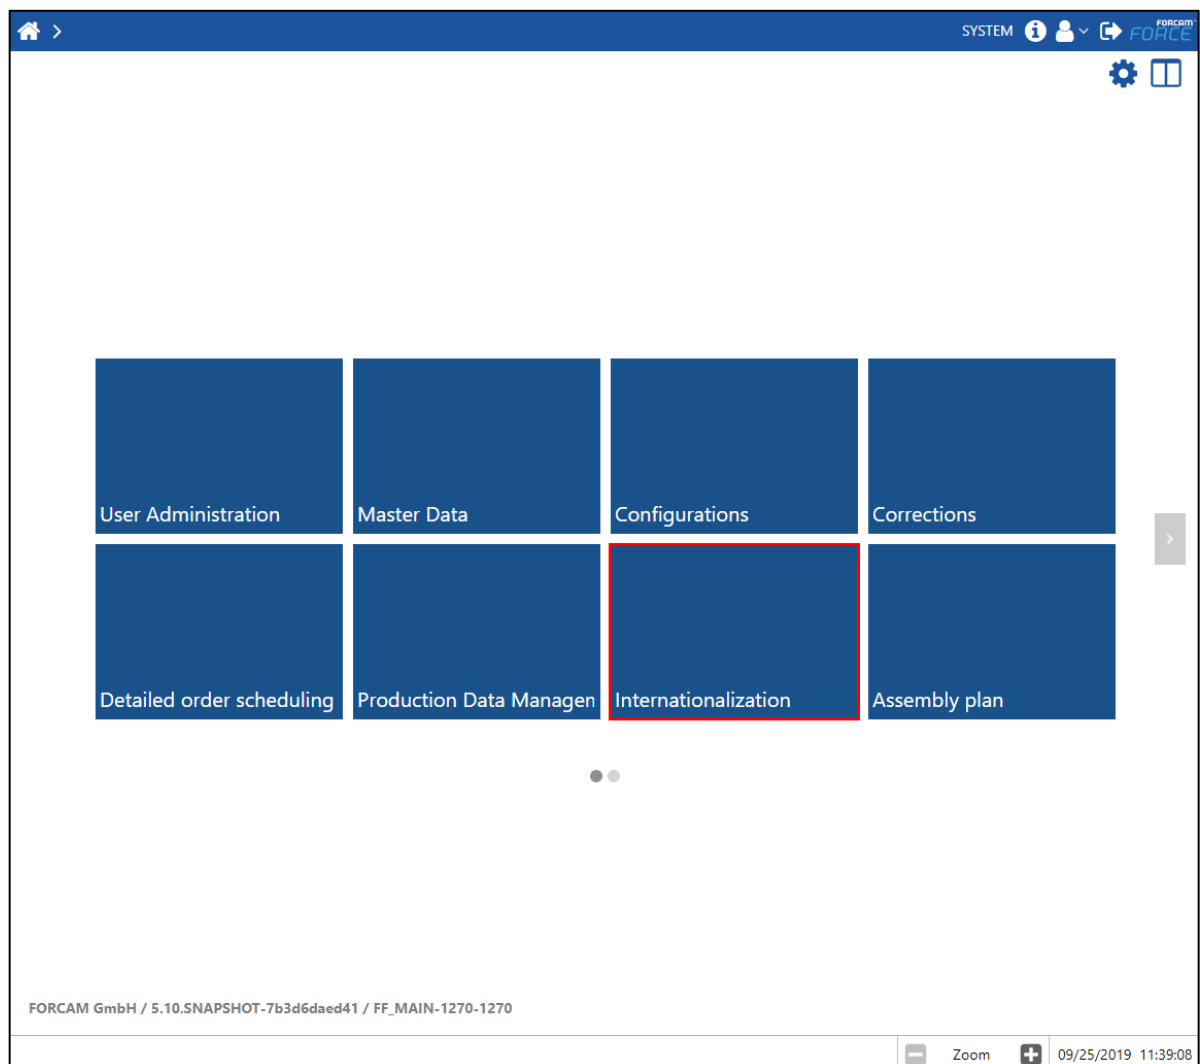 SYSTEM
FORCAM
FORCE
User Administration
Master Data
Configurations
Corrections
Detailed order scheduling
Production Data Managen
Internationalization
Assembly plan
FORCAM GmbH / 5.10.SNAPSHOT-7b3d6daed41 / FF_MAIN-1270-1270
Zoom
09/25/2019 11:39:08